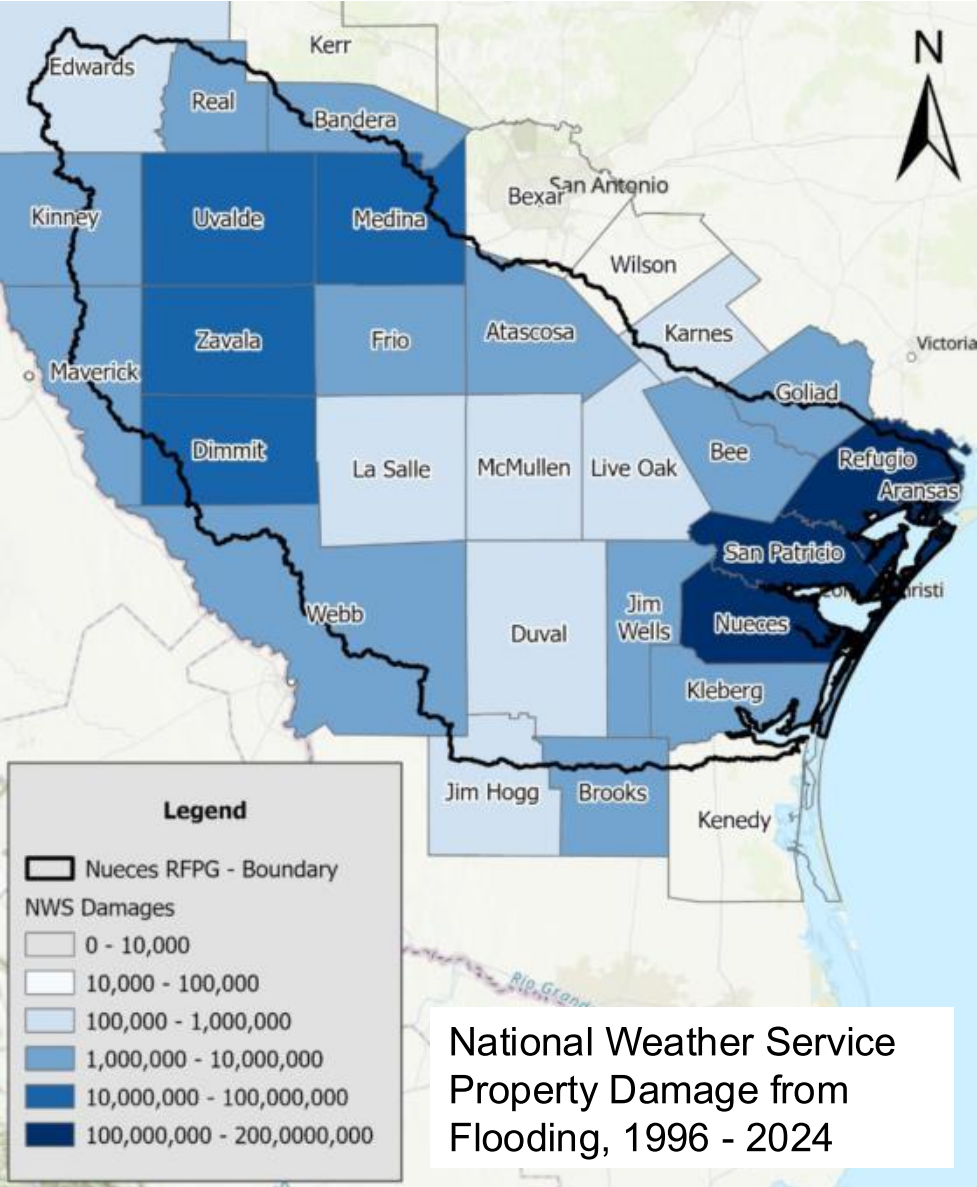 Kerr
N
Edwards
Real
Bandera
San Antonio
Bexar
Kinney
Uvalde
Medina
Wilson
Zavala
Frio
Atascosa
Karnes
Victoria
Maverick
Goliad
Dimmit
La Salle
McMullen
Live Oak
Bee
Refugio
Aransas
San Patricio
Webb
Duval
Jim
Wells
Nueces
Kleberg
Jim Hogg
Brooks
Kenedy
Legend
Nueces RFPG - Boundary
NWS Damages
0 - 10,000
10,000 - 100,000
100,000 - 1,000,000
1,000,000 - 10,000,000
10,000,000 - 100,000,000
100,000,000 - 200,0000,000
Rio Grand
National Weather Service
Property Damage from
Flooding, 1996 - 2024